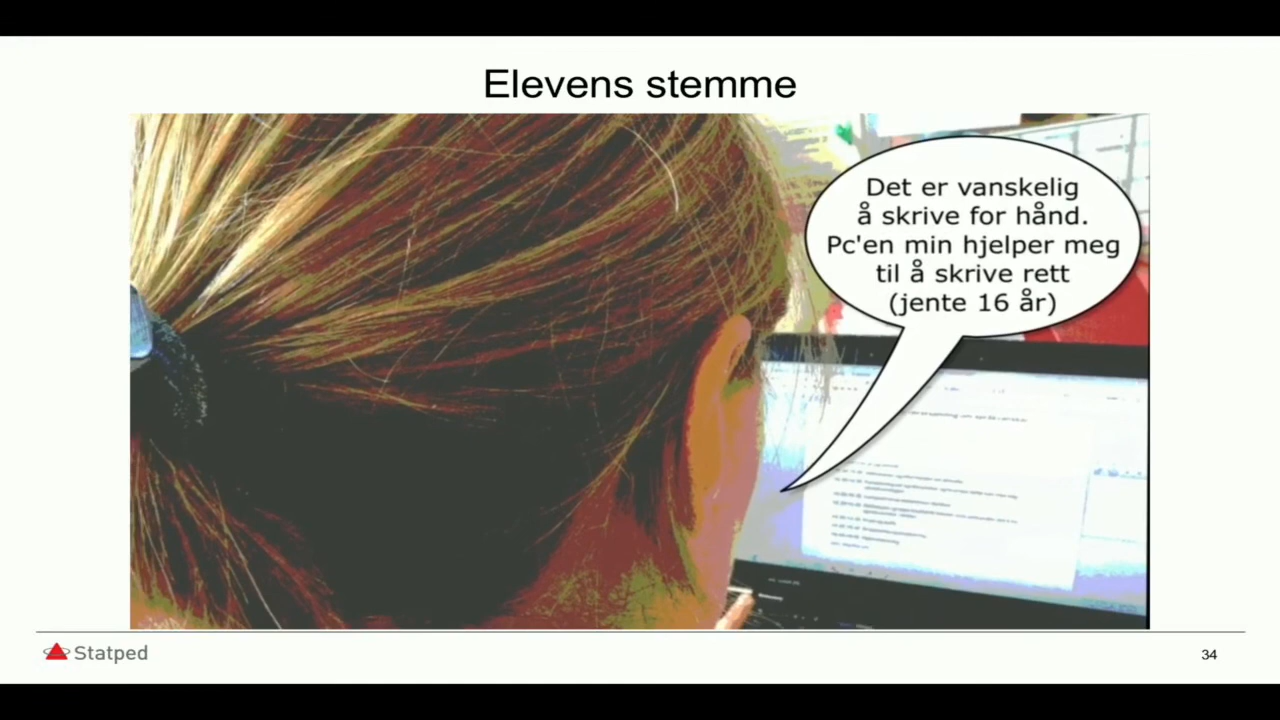 Elevens stemme
Det er vanskelig
å skrive for hånd.
Pc'en min hjelper meg
til å skrive rett
(jente 16 år)
Statped
34